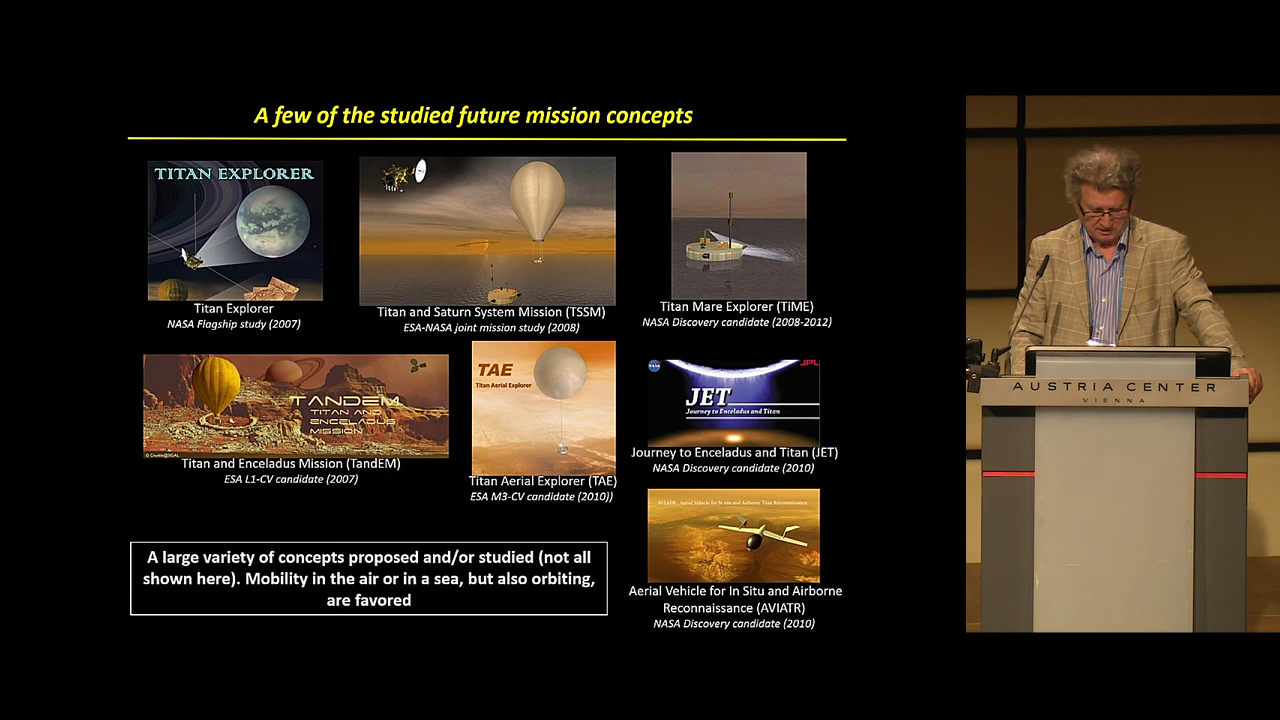 A few of the studied future mission concepts
TITAN EXPLORER
Titan Explorer
NASA Flagship study (2007)
Titan and Saturn System Mission (TSSM)
ESA-NASA joint mission study (2008)
Titan Mare Explorer (TiME)
NASA Discovery candidate (2008-2012)
TANDEM
TITAN AND
ENCELADUS
MISSION
Titan and Enceladus Mission (TandEM)
ESA L1-CV candidate (2007)
TAE
Titan Aerial Explorer
Titan Aerial Explorer (TAE)
ESA M3-CV candidate (2010))
NASA
JPL
JET
Journey to Enceladus and Titan
Journey to Enceladus and Titan (JET)
NASA Discovery candidate (2010)
AVIATR: Aerial Vehicle for In situ and Airborne Titan Reconnaissance
Aerial Vehicle for In Situ and Airborne
Reconnaissance (AVIATR)
NASA Discovery candidate (2010)
A large variety of concepts proposed and/or studied (not all
shown here). Mobility in the air or in a sea, but also orbiting,
are favored
AUSTRIA CENTER
VIENNA